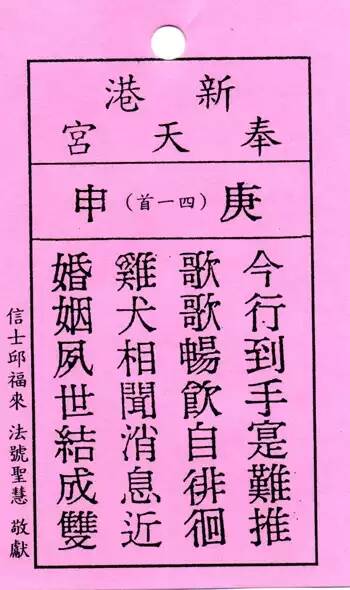 新港
奉天宮
庚（四一首）申
今行到手寔難推
歌歌暢飲自徘徊
雞犬相聞消息近
婚姻夙世結成雙
信士邱福來 法號聖慧 敬獻